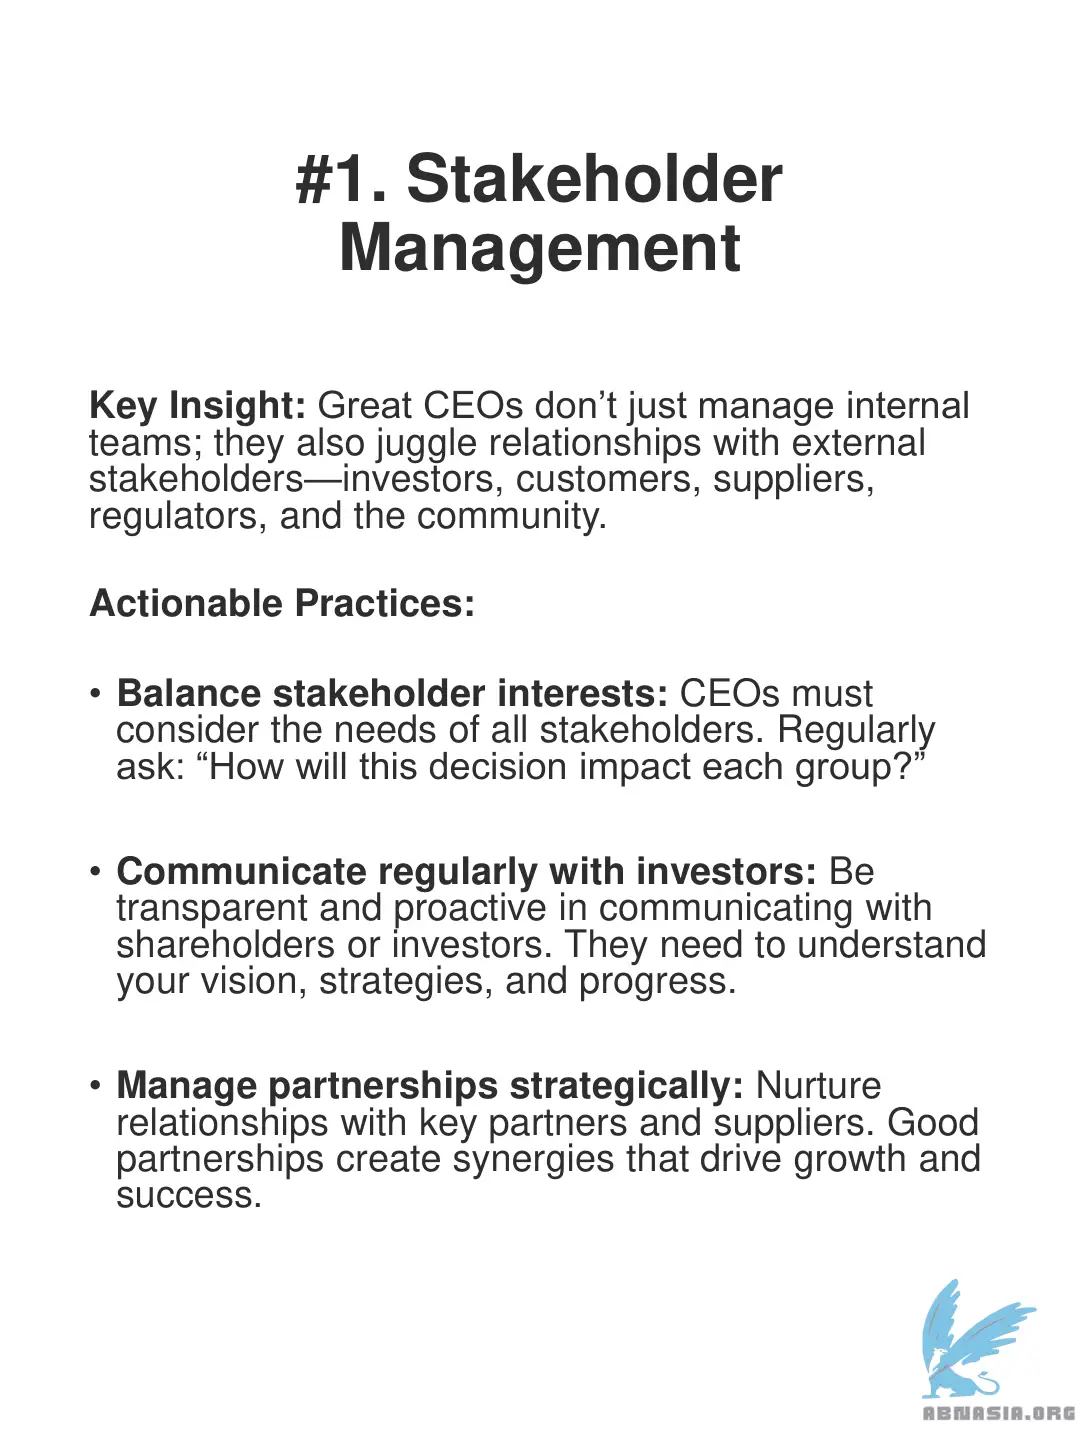 #1. Stakeholder
Management
Key Insight: Great CEOs don’t just manage internal
teams; they also juggle relationships with external
stakeholders—investors, customers, suppliers,
regulators, and the community.
Actionable Practices:
• Balance stakeholder interests: CEOs must
consider the needs of all stakeholders. Regularly
ask: “How will this decision impact each group?”
• Communicate regularly with investors: Be
transparent and proactive in communicating with
shareholders or investors. They need to understand
your vision, strategies, and progress.
• Manage partnerships strategically: Nurture
relationships with key partners and suppliers. Good
partnerships create synergies that drive growth and
success.
ABNASIA.ORG